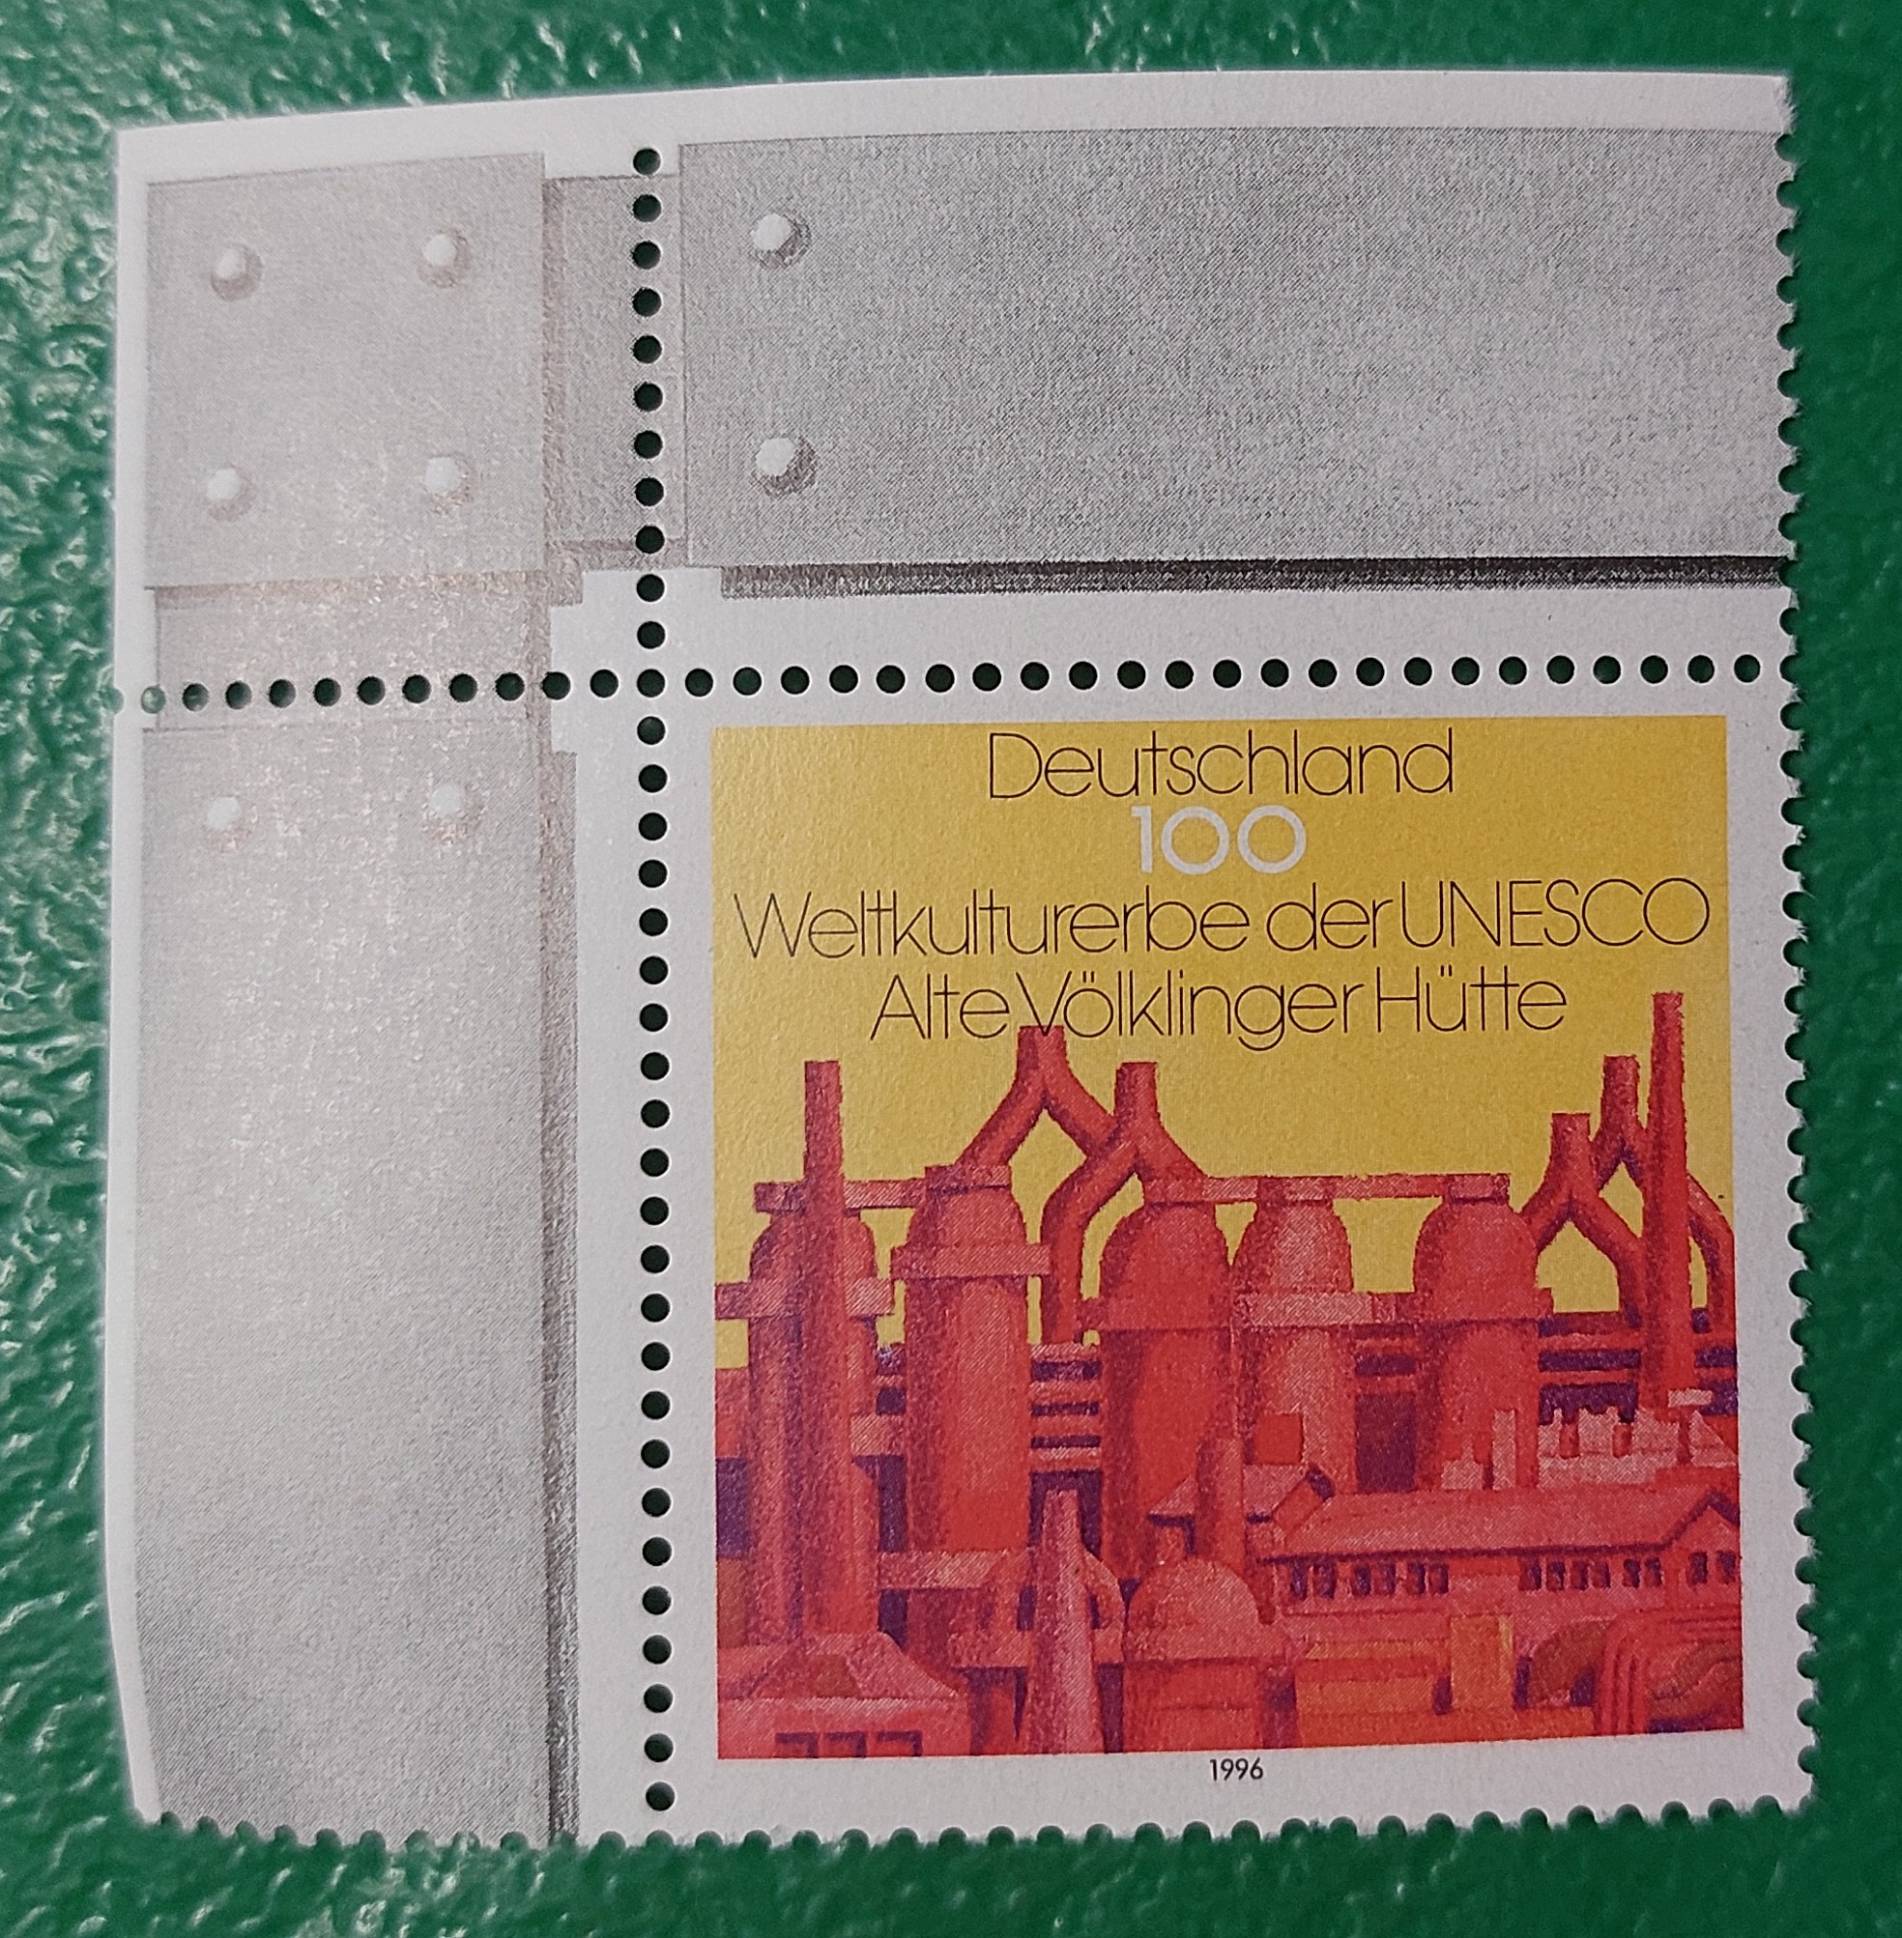 Deutschland
100
Weltkulturerbe der UNESCO
Alte Völklinger Hütte
1996